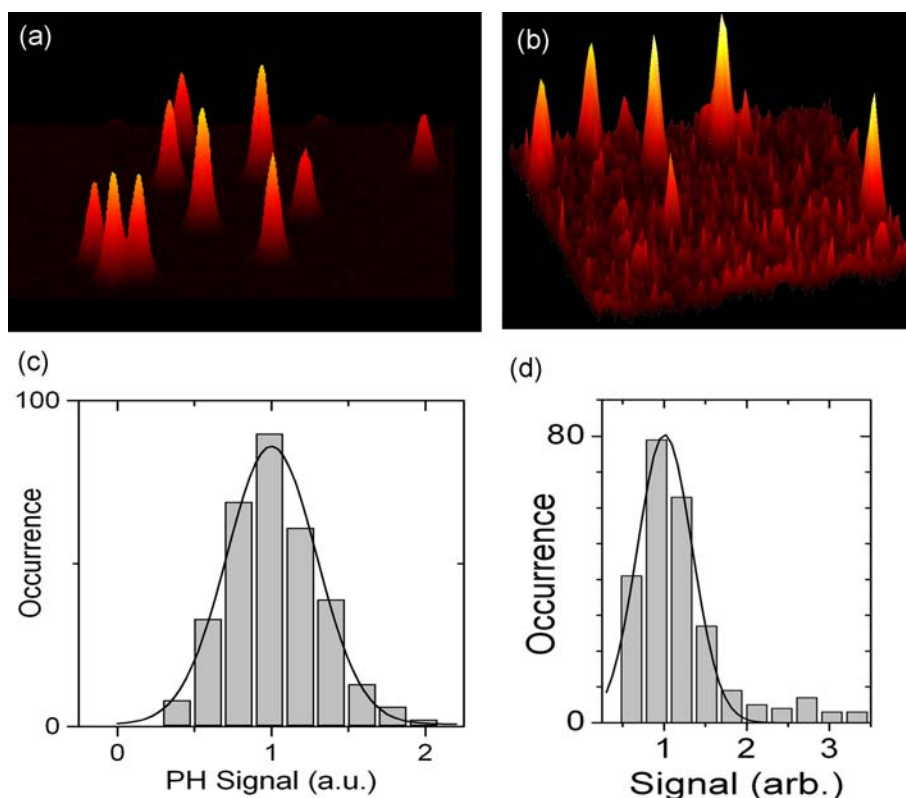 (a)
(b)
(c)
(d)
100
Occurrence
0
0 1 2
PH Signal (a.u.)
80
Occurrence
0
1 2 3
Signal (arb.)